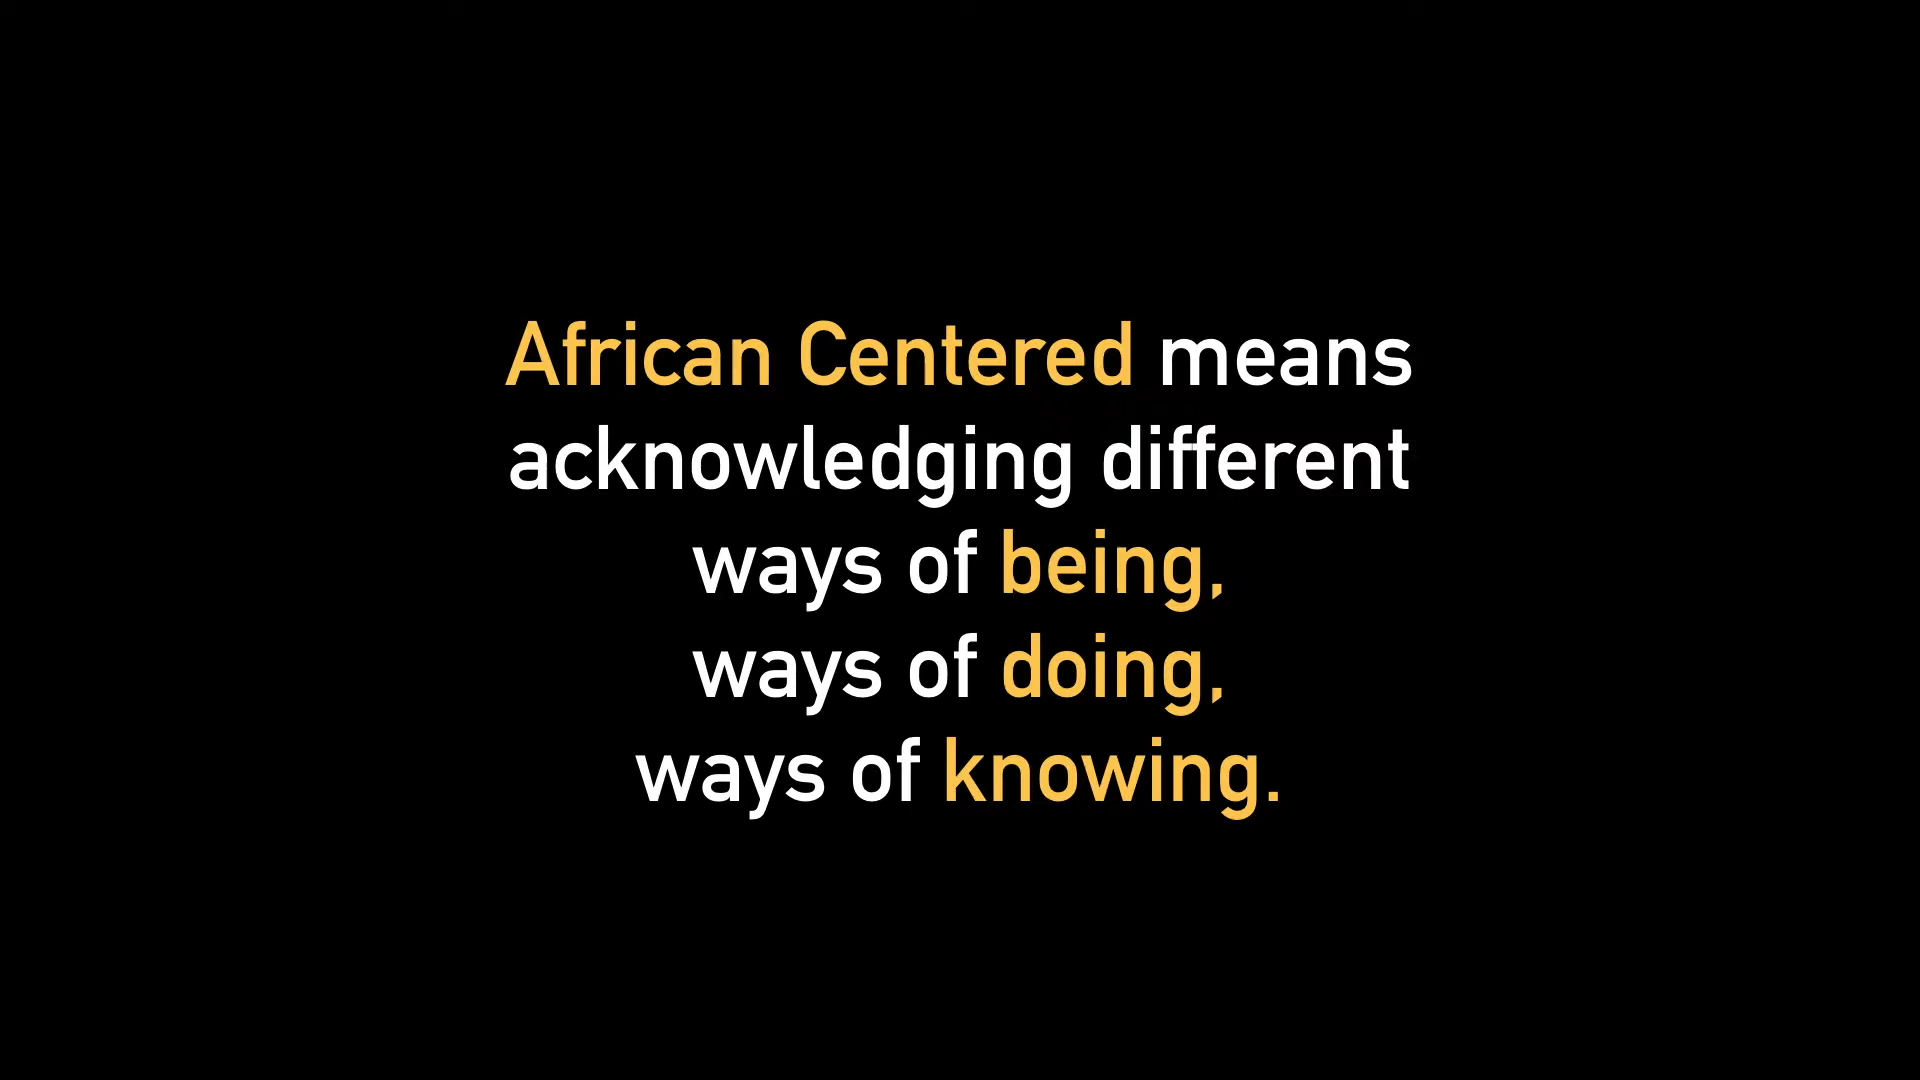 African Centered means
acknowledging different
ways of being,
ways of doing,
ways of knowing.